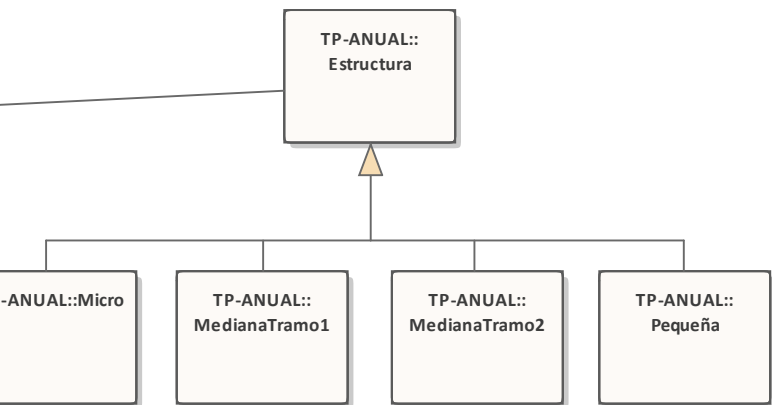 TP-ANUAL::
Estructura
-ANUAL::Micro
TP-ANUAL::
MedianaTramo1
TP-ANUAL::
MedianaTramo2
TP-ANUAL::
Pequeña